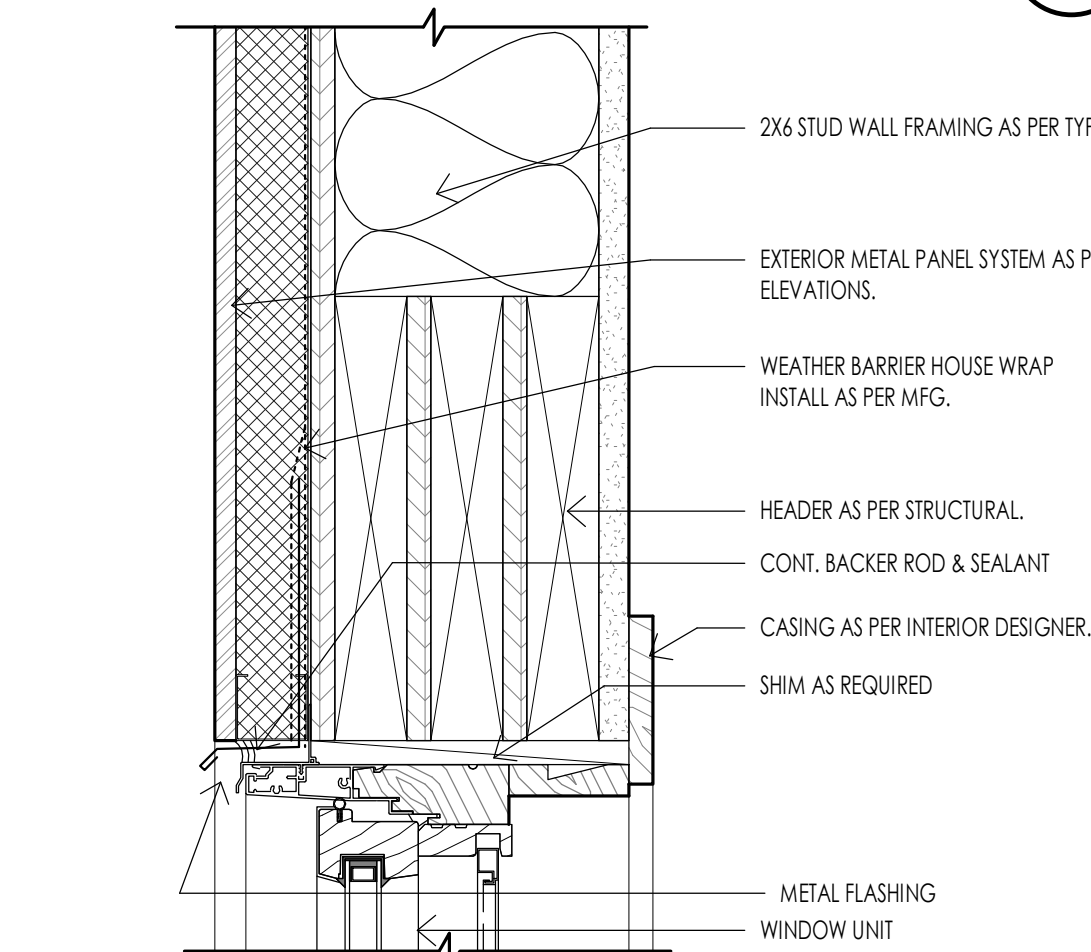 2X6 STUD WALL FRAMING AS PER
EXTERIOR METAL PANEL SYSTEM AS
ELEVATIONS.
WEATHER BARRIER HOUSE WRAP
INSTALL AS PER MFG.
HEADER AS PER STRUCTURAL.
CONT. BACKER ROD & SEALANT
CASING AS PER INTERIOR DESIGNER.
SHIM AS REQUIRED
METAL FLASHING
WINDOW UNIT